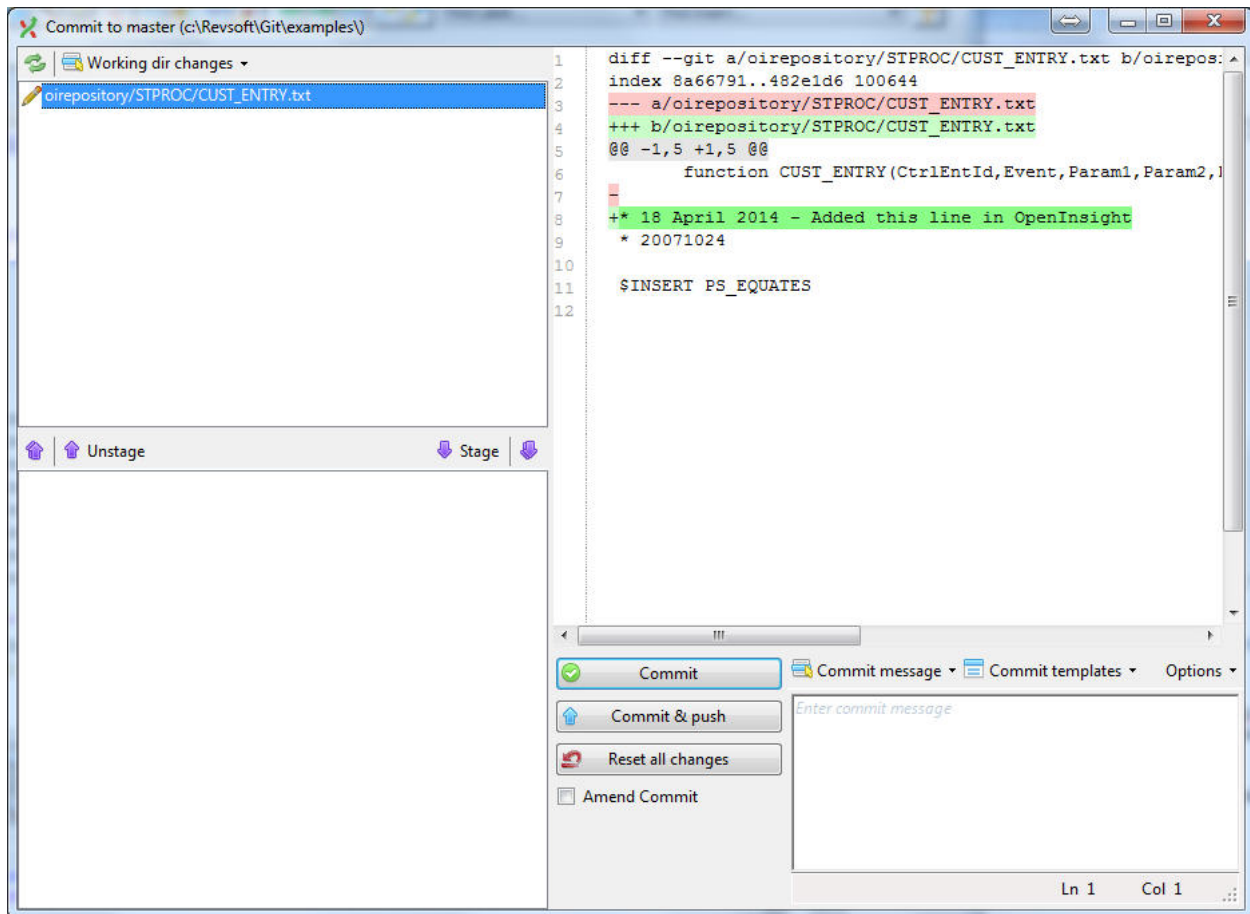 Commit to master (c:\Revsoft\Git\examples\)
Working dir changes
oirepository/STPROC/CUST_ENTRY.txt
Unstage
Stage
1 diff --git a/oirepository/STPROC/CUST_ENTRY.txt b/oireposi
2 index 8a66791..482e1d6 100644
3 --- a/oirepository/STPROC/CUST_ENTRY.txt
4 +++ b/oirepository/STPROC/CUST_ENTRY.txt
5 @@ -1,5 +1,5 @@
6 function CUST_ENTRY(CtrlEntId,Event,Param1,Param2,
7 -
8 +* 18 April 2014 - Added this line in OpenInsight
9 * 20071024
10
11 $INSERT PS_EQUATES
12
Commit
Commit & push
Reset all changes
Amend Commit
Commit message
Commit templates
Options
Enter commit message
Ln 1 Col 1